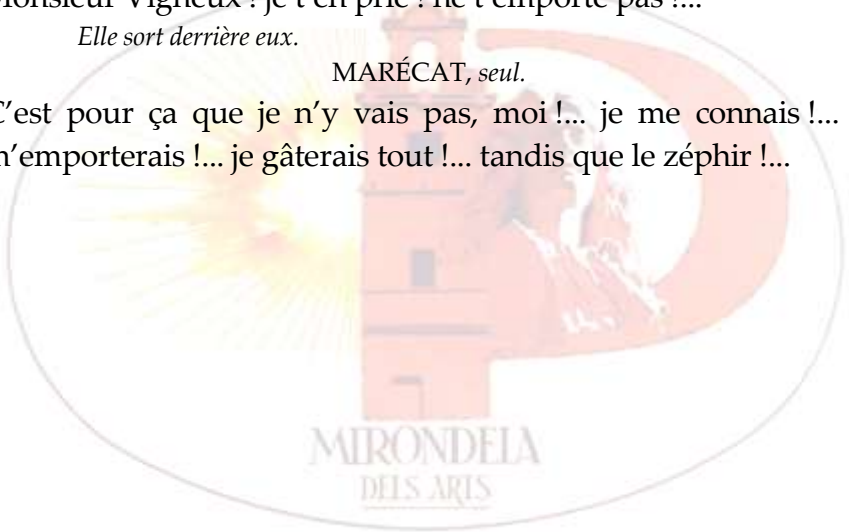 Monsieur Vigneux ! je t'en prie ! ne t'emporte pas !...
Elle sort derrière eux.
MARÉCAT, seul.
C'est pour ça que je n'y vais pas, moi !... je me connais !...
m'emporterais !... je gâterais tout !... tandis que le zéphir !...
MIRONDELA
DELS ARTS